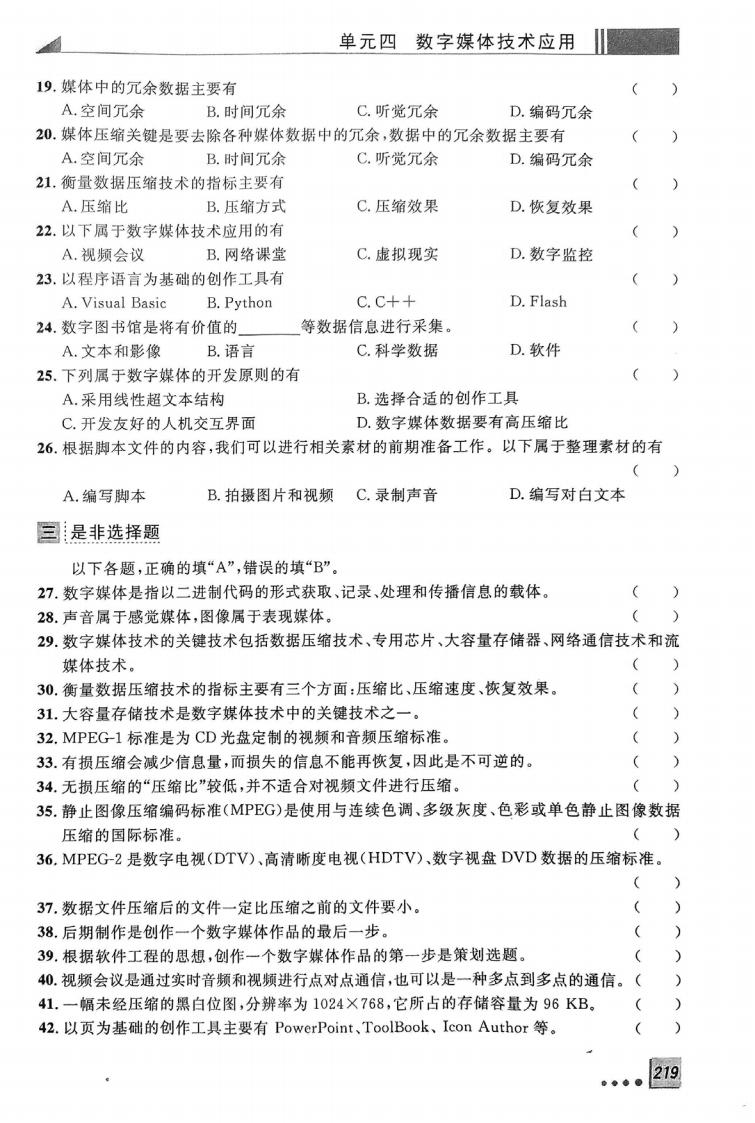 单元四 数字媒体技术应用
19. 媒体中的冗余数据主要有 ( )
A. 空间冗余 B. 时间冗余 C. 听觉冗余 D. 编码冗余
20. 媒体压缩关键是要去除各种媒体数据中的冗余,数据中的冗余数据主要有 ( )
A. 空间冗余 B. 时间冗余 C. 听觉冗余 D. 编码冗余
21. 衡量数据压缩技术的指标主要有 ( )
A. 压缩比 B. 压缩方式 C. 压缩效果 D. 恢复效果
22. 以下属于数字媒体技术应用的有 ( )
A. 视频会议 B. 网络课堂 C. 虚拟现实 D. 数字监控
23. 以程序语言为基础的创作工具有 ( )
A. Visual Basic B. Python C. C++ D. Flash
24. 数字图书馆是将有价值的________等数据信息进行采集。 ( )
A. 文本和影像 B. 语言 C. 科学数据 D. 软件
25. 下列属于数字媒体的开发原则的有 ( )
A. 采用线性超文本结构 B. 选择合适的创作工具
C. 开发友好的人机交互界面 D. 数字媒体数据要有高压缩比
26. 根据脚本文件的内容,我们可以进行相关素材的前期准备工作。以下属于整理素材的有
( )
A. 编写脚本 B. 拍摄图片和视频 C. 录制声音 D. 编写对白文本
三 是非选择题
以下各题,正确的填“A”,错误的填“B”。
27. 数字媒体是指以二进制代码的形式获取、记录、处理和传播信息的载体。 ( )
28. 声音属于感觉媒体,图像属于表现媒体。 ( )
29. 数字媒体技术的关键技术包括数据压缩技术、专用芯片、大容量存储器、网络通信技术和流
媒体技术。 ( )
30. 衡量数据压缩技术的指标主要有三个方面:压缩比、压缩速度、恢复效果。 ( )
31. 大容量存储技术是数字媒体技术中的关键技术之一。 ( )
32. MPEG-1 标准是为 CD 光盘定制的视频和音频压缩标准。 ( )
33. 有损压缩会减少信息量,而损失的信息不能再恢复,因此是不可逆的。 ( )
34. 无损压缩的“压缩比”较低,并不适合对视频文件进行压缩。 ( )
35. 静止图像压缩编码标准(MPEG)是使用与连续色调、多级灰度、色彩或单色静止图像数据
压缩的国际标准。 ( )
36. MPEG-2 是数字电视(DTV)、高清晰度电视(HDTV)、数字视盘 DVD 数据的压缩标准。
( )
37. 数据文件压缩后的文件一定比压缩之前的文件要小。 ( )
38. 后期制作是创作一个数字媒体作品的最后一步。 ( )
39. 根据软件工程的思想,创作一个数字媒体作品的第一步是策划选题。 ( )
40. 视频会议是通过实时音频和视频进行点对点通信,也可以是一种多点到多点的通信。 ( )
41. 一幅未经压缩的黑白位图,分辨率为 1024×768,它所占的存储容量为 96 KB。 ( )
42. 以页为基础的创作工具主要有 PowerPoint、ToolBook、Icon Author 等。 ( )
219